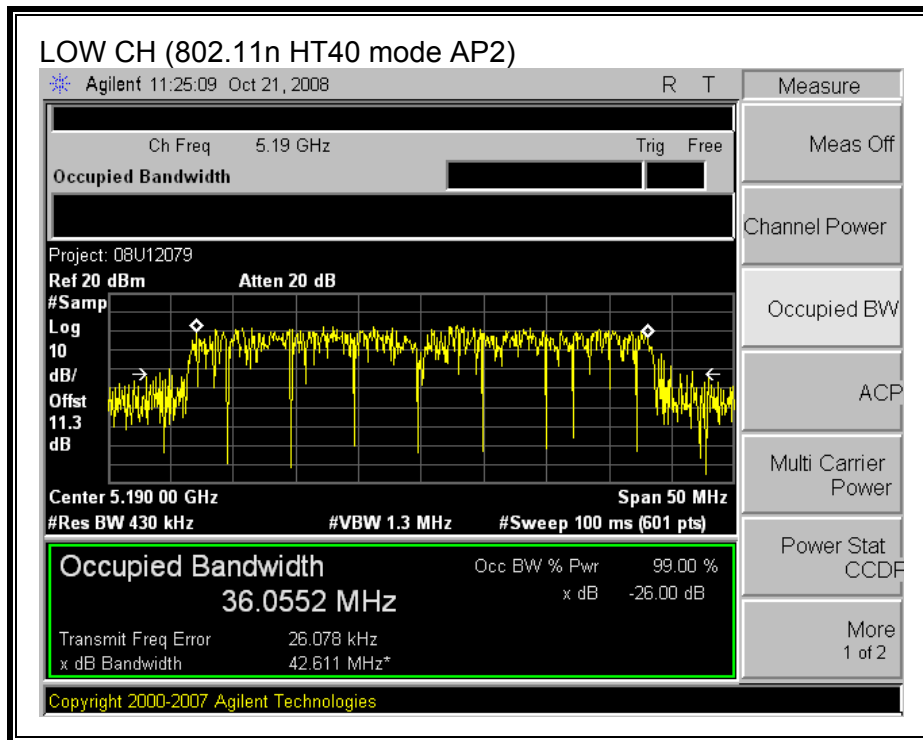 LOW CH (802.11n HT40 mode AP2)
Agilent 11:25:09 Oct 21, 2008 R T
Measure
Ch Freq 5.19 GHz Trig Free
Occupied Bandwidth
Meas Off
Channel Power
Occupied BW
ACP
Multi Carrier
Power
Power Stat
CCDF
More
1 of 2
Project: 08U12079
Ref 20 dBm Atten 20 dB
#Samp
Log
10
dB/
Offst
11.3
dB
Center 5.190 00 GHz Span 50 MHz
#Res BW 430 kHz #VBW 1.3 MHz #Sweep 100 ms (601 pts)
Occupied Bandwidth
36.0552 MHz
Occ BW % Pwr 99.00 %
x dB -26.00 dB
Transmit Freq Error 26.078 kHz
x dB Bandwidth 42.611 MHz*
Copyright 2000-2007 Agilent Technologies